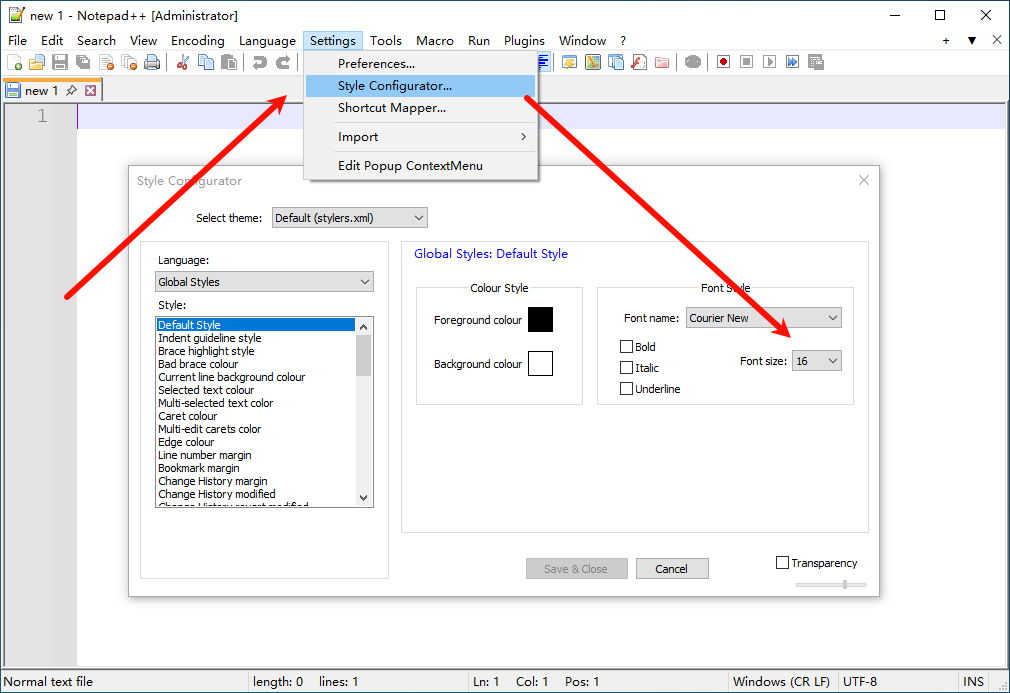 new 1 - Notepad++ [Administrator]
File Edit Search View Encoding Language Settings Tools Macro Run Plugins Window ? + ▼ X
new 1
Preferences...
Style Configurator...
Shortcut Mapper...
Import
Edit Popup ContextMenu
1
Style Configurator
Select theme: Default (stylers.xml)
Language:
Global Styles
Style:
Default Style
Indent guideline style
Brace highlight style
Bad brace colour
Current line background colour
Selected text colour
Multi-selected text color
Caret colour
Multi-edit carets color
Edge colour
Line number margin
Bookmark margin
Change History margin
Change History modified
Change History revert modified
Global Styles: Default Style
Colour Style
Foreground colour
Background colour
Font Style
Font name: Courier New
Bold
Italic
Underline
Font size: 16
Save & Close
Cancel
Transparency
Normal text file length: 0 lines: 1 Ln: 1 Col: 1 Pos: 1 Windows (CR LF) UTF-8 INS